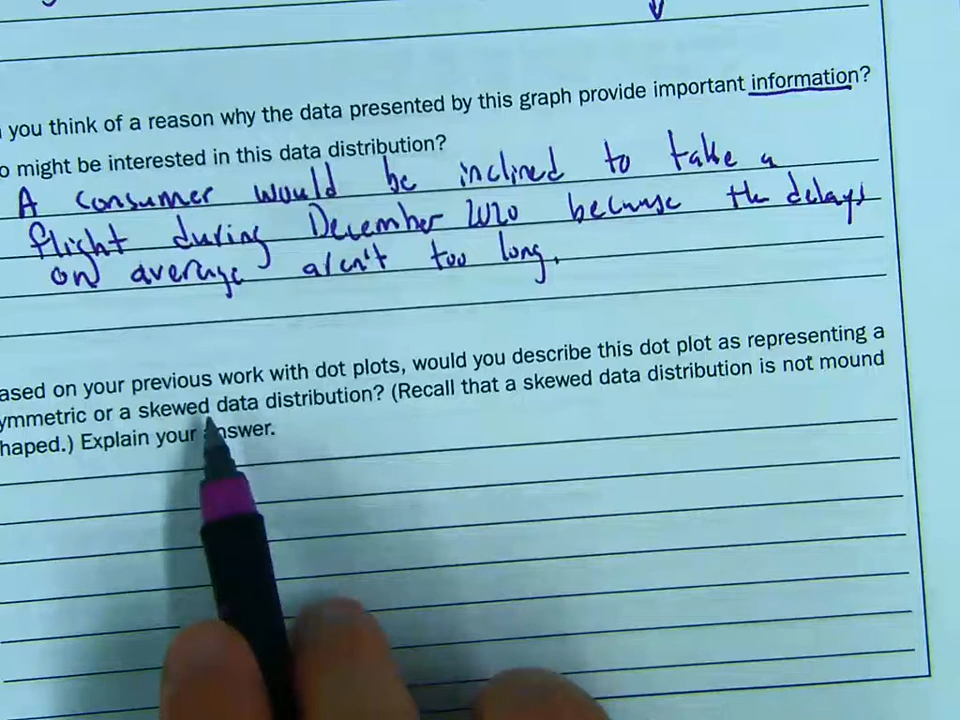 you think of a reason why the data presented by this graph provide important information?
o might be interested in this data distribution?
A consumer would be inclined to take a
flight during December 2020 because the delays
on average aren't too long.
ased on your previous work with dot plots, would you describe this dot plot as representing a
ymmetric or a skewed data distribution? (Recall that a skewed data distribution is not mound
haped.) Explain your answer.